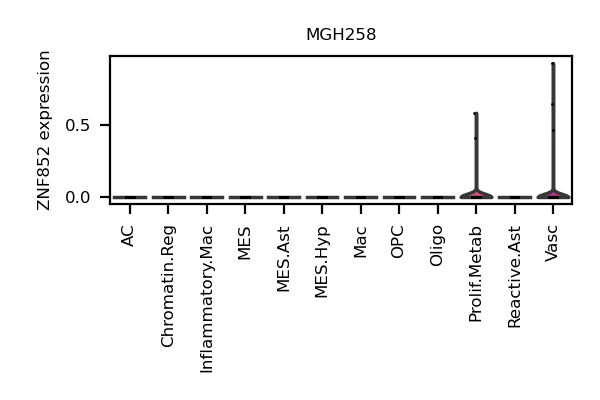 MGH258
ZNF852 expression
0.5
0.0
AC
Chromatin.Reg
Inflammatory.Mac
MES
MES.Ast
MES.Hyp
Mac
OPC
Oligo
Prolif.Metab
Reactive.Ast
Vasc